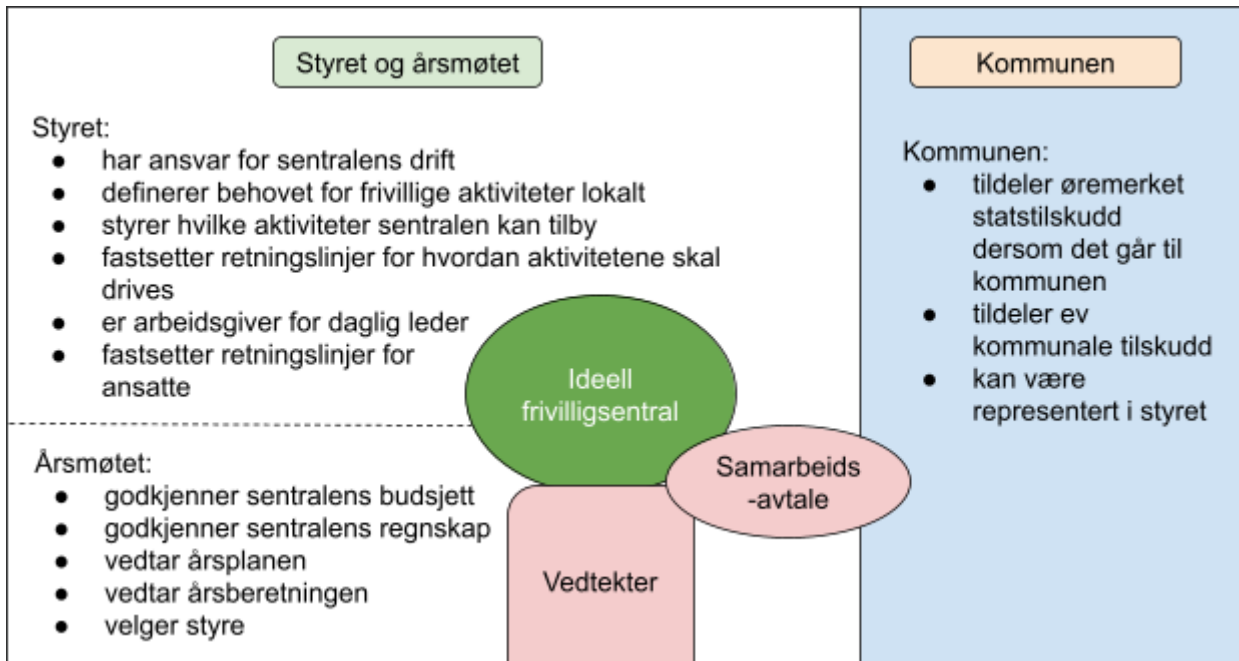 Styret og årsmøtet
Styret:
● har ansvar for sentralens drift
● definerer behovet for frivillige aktiviteter lokalt
● styrer hvilke aktiviteter sentralen kan tilby
● fastsetter retningslinjer for hvordan aktivitetene skal
drives
● er arbeidsgiver for daglig leder
● fastsetter retningslinjer for
ansatte
Årsmøtet:
● godkjenner sentralens budsjett
● godkjenner sentralens regnskap
● vedtar årsplanen
● vedtar årsberetningen
● velger styre
Ideell
frivilligsentral
Samarbeids
-avtale
Vedtekter
Kommunen
Kommunen:
● tildeler øremerket
statstilskudd
dersom det går til
kommunen
● tildeler ev
kommunale tilskudd
● kan være
representert i styret